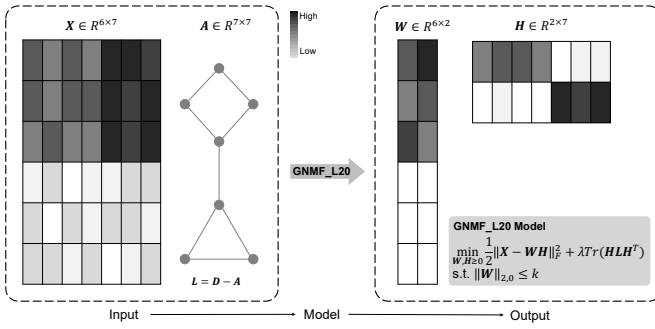 X ∈ R^{6×7}
A ∈ R^{7×7}
High
Low
L = D − A
GNMF_L20
W ∈ R^{6×2}
H ∈ R^{2×7}
GNMF_L20 Model
min_{W,H≥0} 1/2 ‖X − WH‖_F^2 + λTr(HLH^T)
s.t. ‖W‖_{2,0} ≤ k
Input
Model
Output